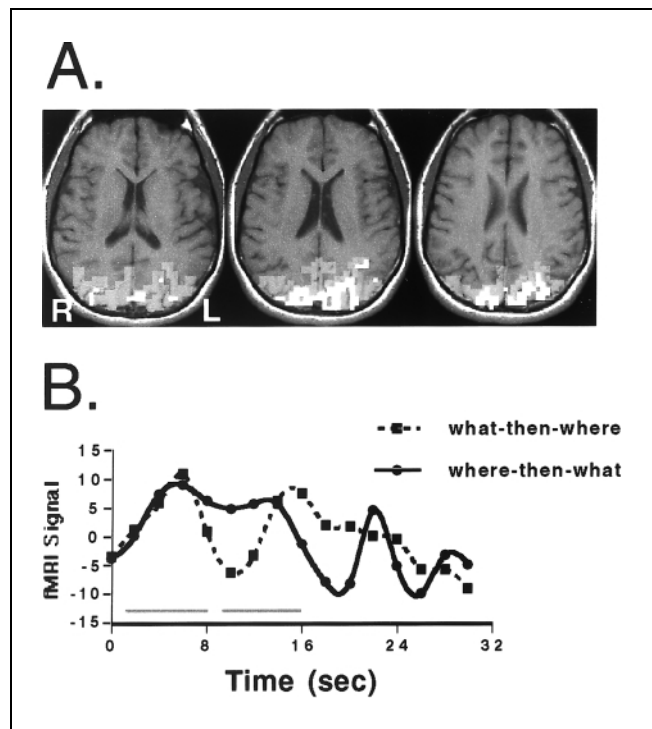 A.
R
L
B.
what-then-where
where-then-what
fMRI Signal
15
10
5
0
-5
-10
-15
0
8
16
24
32
Time (sec)